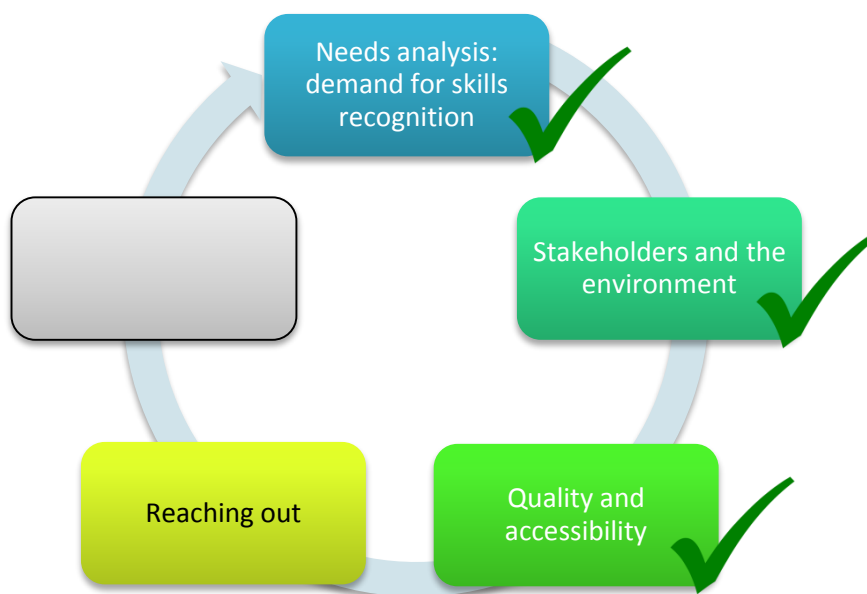 Needs analysis:
demand for skills
recognition
Stakeholders and the
environment
Quality and
accessibility
Reaching out